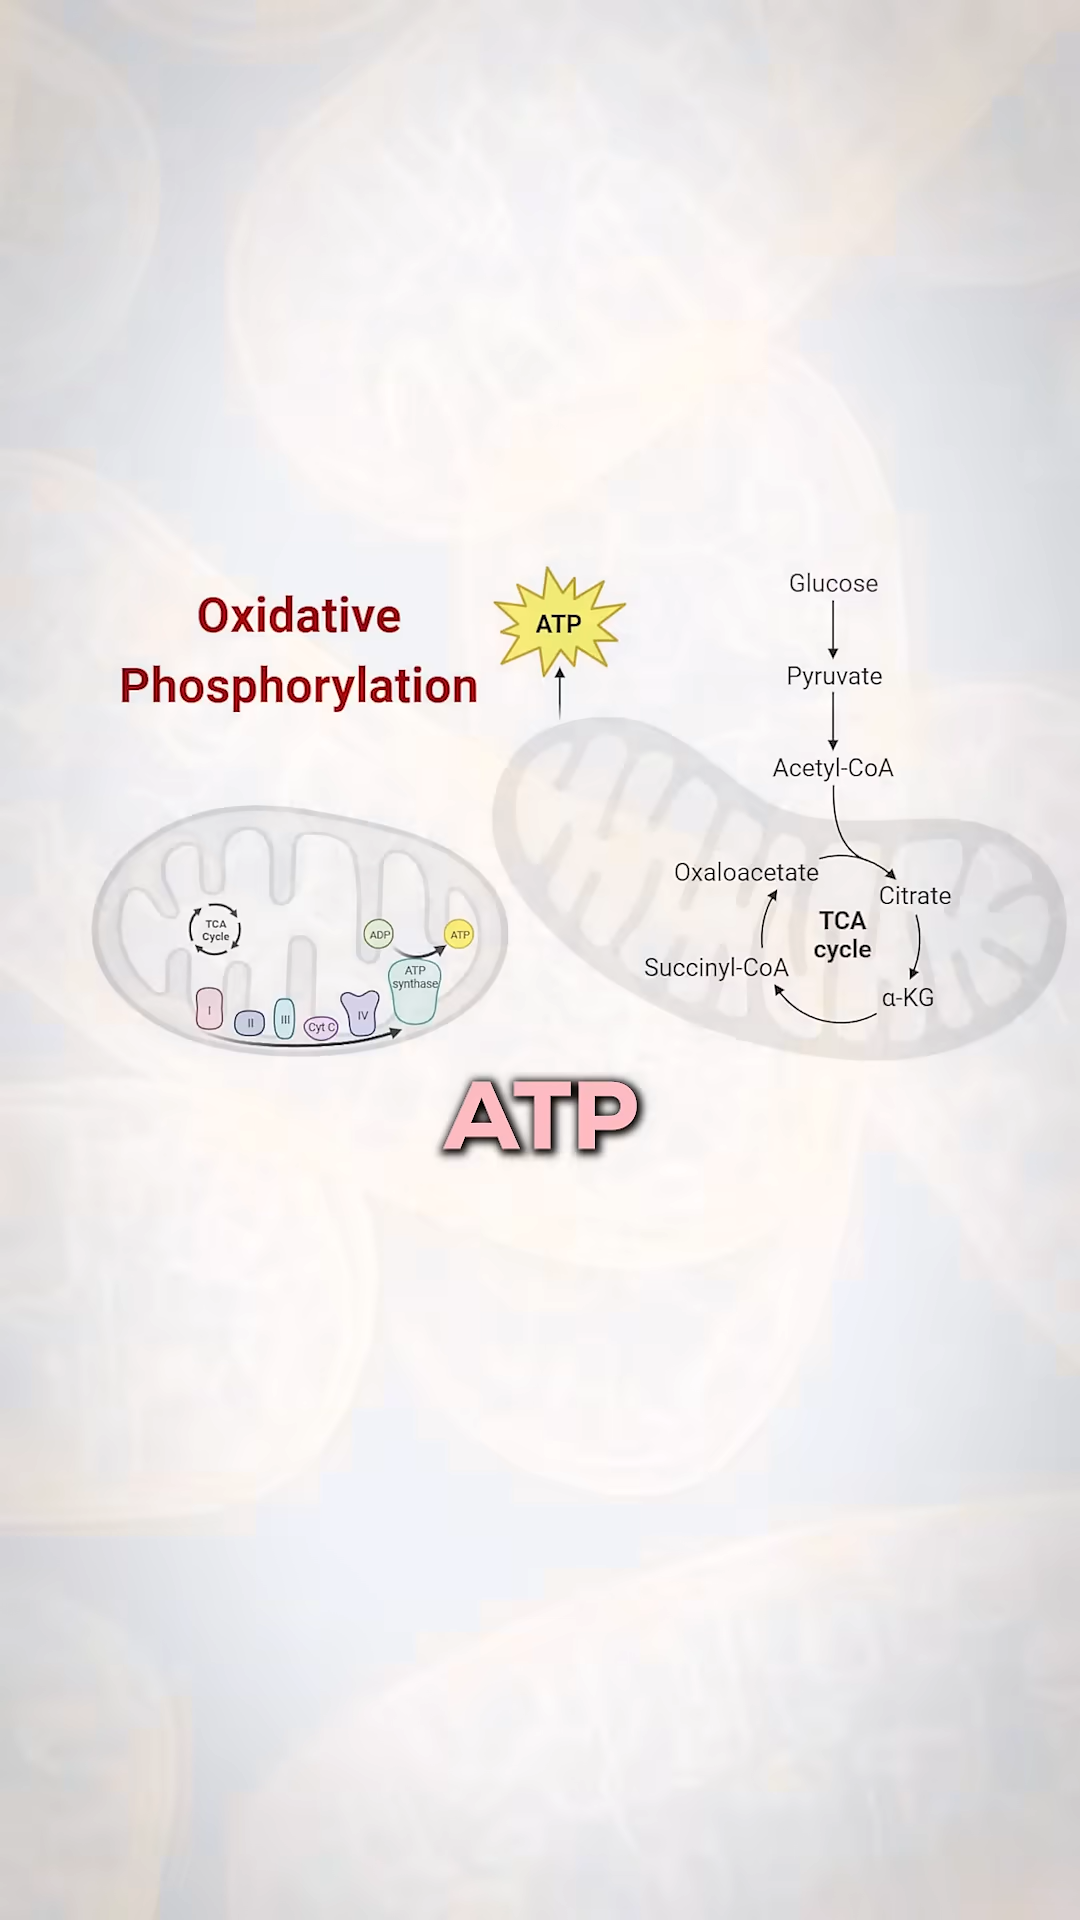 Oxidative
Phosphorylation
ATP
Glucose
Pyruvate
Acetyl-CoA
Oxaloacetate
Citrate
TCA
cycle
Succinyl-CoA
α-KG
TCA
Cycle
ADP
ATP
ATP
synthase
I
II
III
Cyt C
IV
ATP